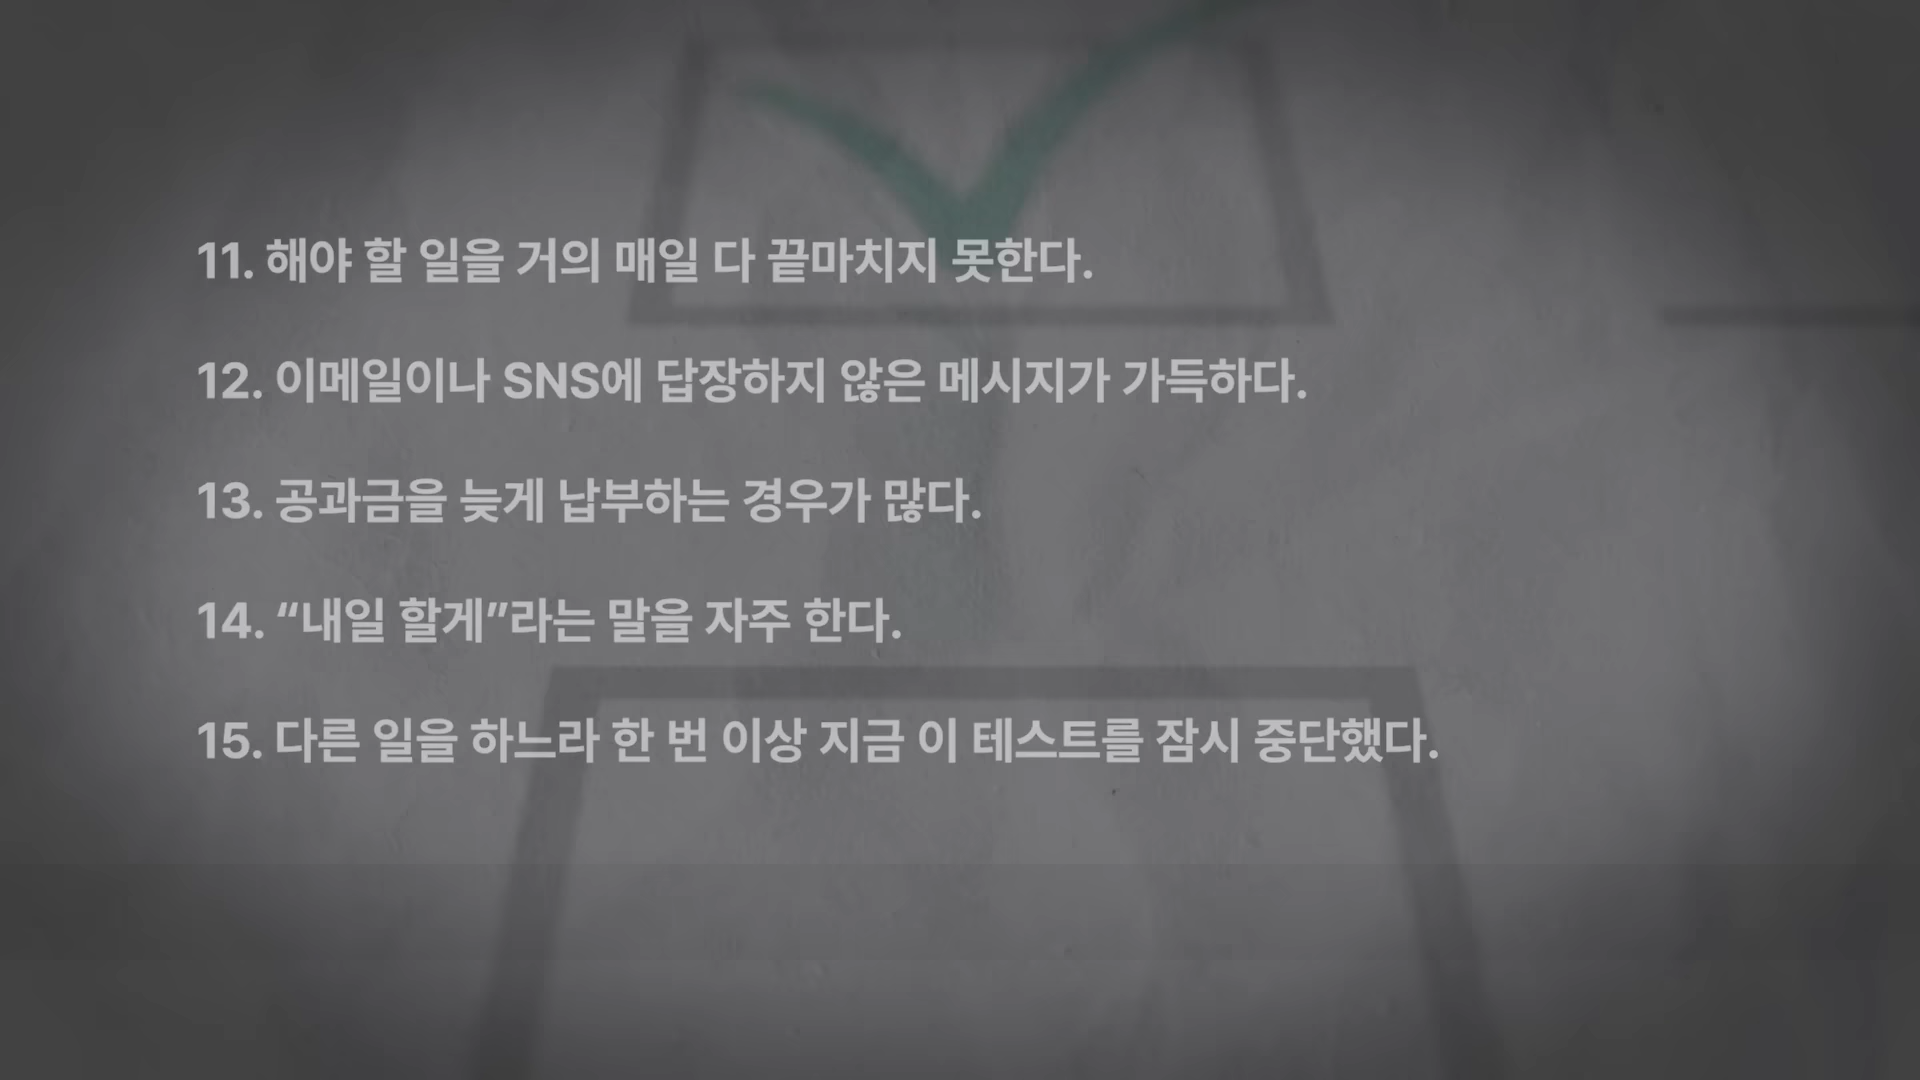 11. 해야 할 일을 거의 매일 다 끝마치지 못한다.
12. 이메일이나 SNS에 답장하지 않은 메시지가 가득하다.
13. 공과금을 늦게 납부하는 경우가 많다.
14. “내일 할게”라는 말을 자주 한다.
15. 다른 일을 하느라 한 번 이상 지금 이 테스트를 잠시 중단했다.